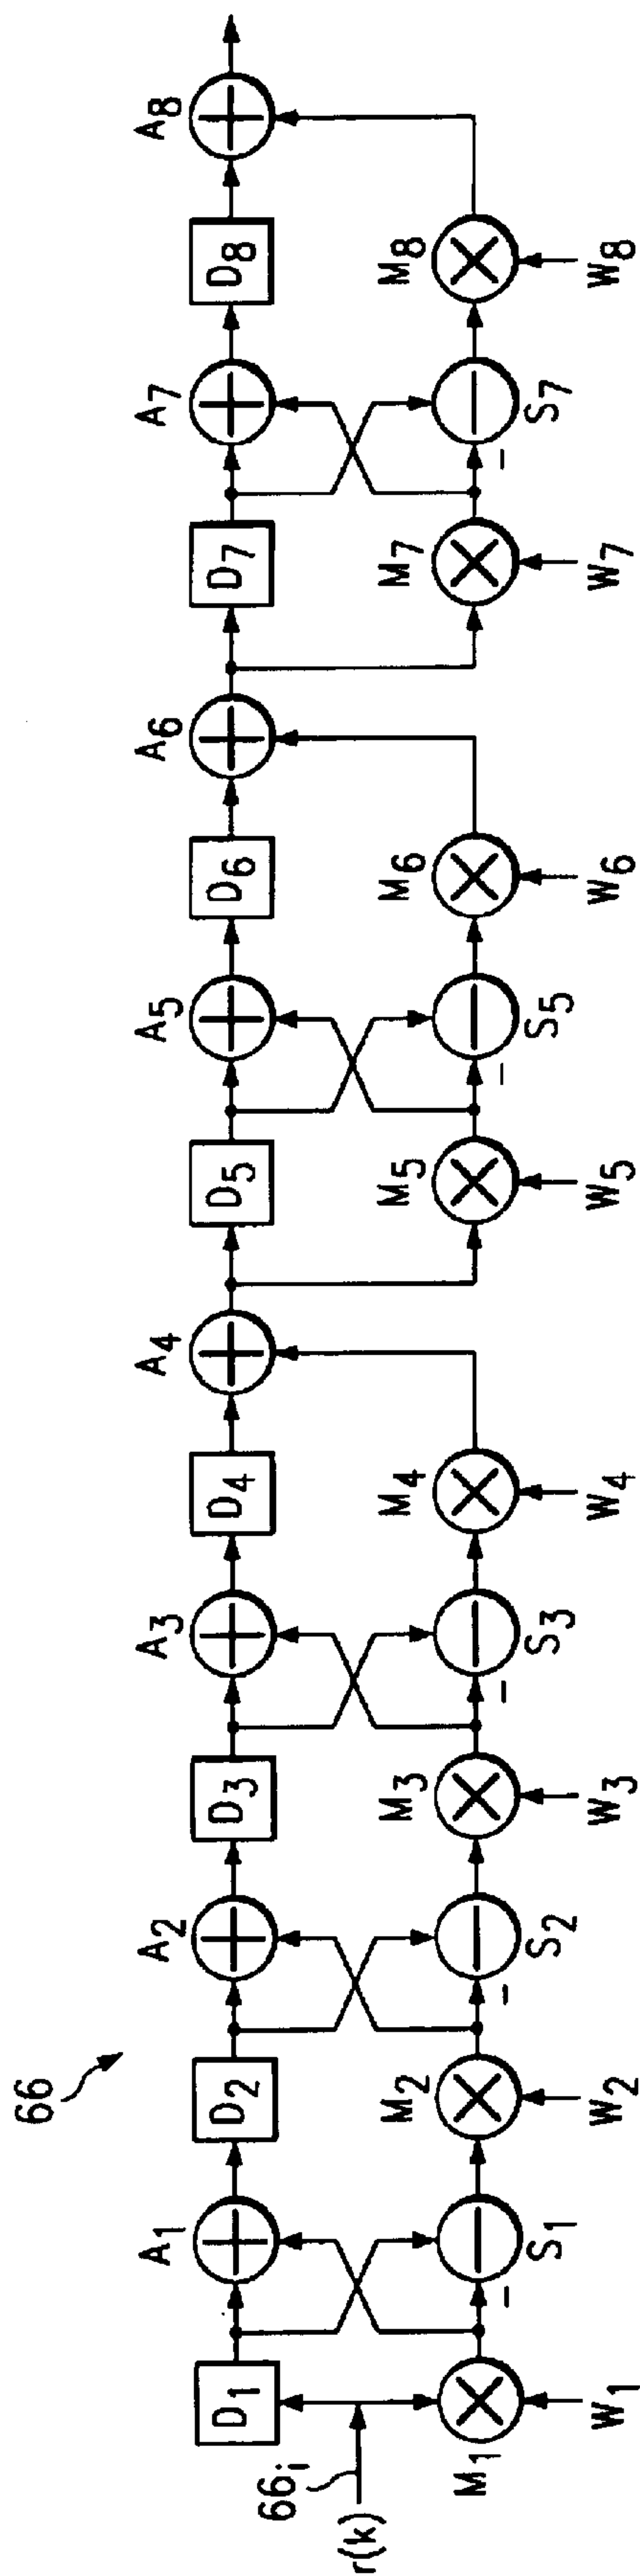 66
A1 A2 A3 A4 A5 A6 A7 A8
D1 D2 D3 D4 D5 D6 D7 D8
66i
r(k)
M1 M2 M3 M4 M5 M6 M7 M8
S1 S2 S3 S5 S7
W1 W2 W3 W4 W5 W6 W7 W8